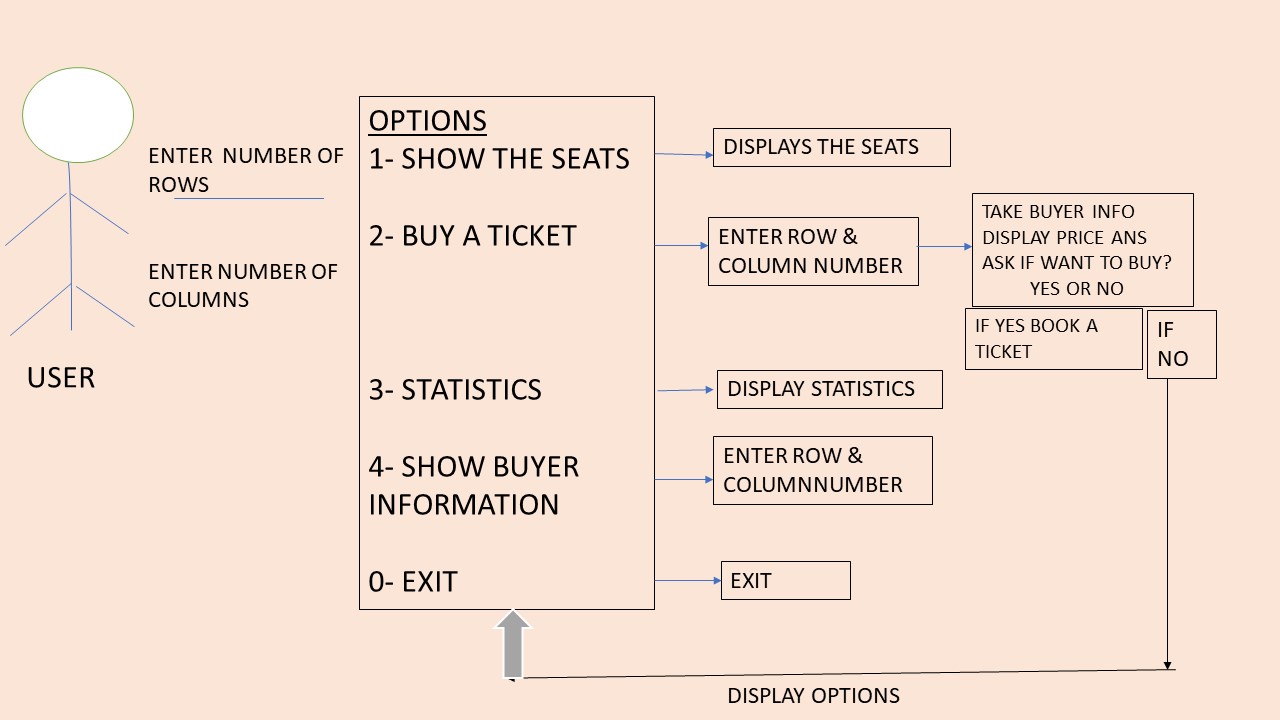 ENTER NUMBER OF
ROWS
ENTER NUMBER OF
COLUMNS
USER
OPTIONS
1- SHOW THE SEATS
2- BUY A TICKET
3- STATISTICS
4- SHOW BUYER
INFORMATION
0- EXIT
DISPLAYS THE SEATS
ENTER ROW &
COLUMN NUMBER
TAKE BUYER INFO
DISPLAY PRICE ANS
ASK IF WANT TO BUY?
YES OR NO
IF YES BOOK A
TICKET
IF
NO
DISPLAY STATISTICS
ENTER ROW &
COLUMNNUMBER
EXIT
DISPLAY OPTIONS